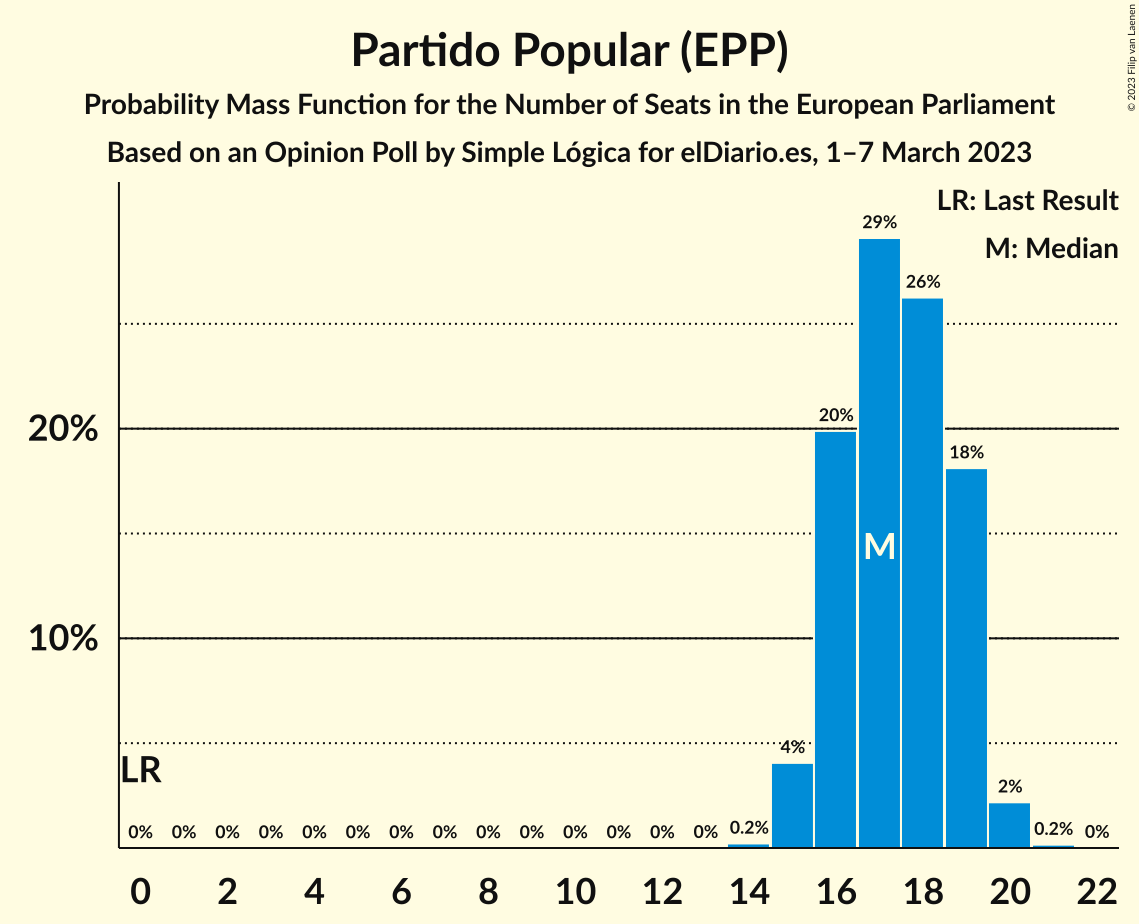 Partido Popular (EPP)
Probability Mass Function for the Number of Seats in the European Parliament
Based on an Opinion Poll by Simple Lógica for elDiario.es, 1–7 March 2023
© 2023 Filip van Laenen
LR: Last Result
M: Median
29%
26%
20%
20%
18%
M
10%
4%
LR
2%
0% 0% 0% 0% 0% 0% 0% 0% 0% 0% 0% 0% 0% 0% 0.2% 0.2% 0%
0 2 4 6 8 10 12 14 16 18 20 22